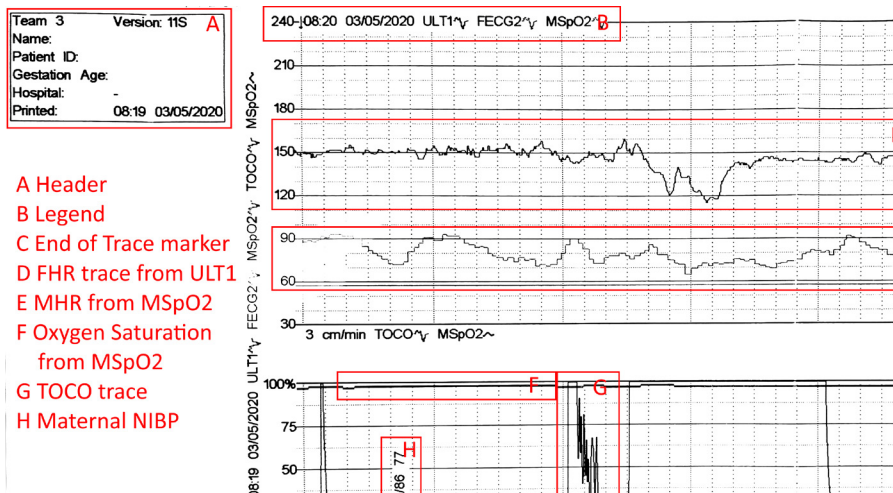 Team 3 Version: 11S A
Name:
Patient ID:
Gestation Age:
Hospital: -
Printed: 08:19 03/05/2020
240 08:20 03/05/2020 ULT1 FECG2 MSpO2 B
210
180
150
120
90
60
30
3 cm/min TOCO MSpO2
100%
75
50
F
G
H
/86 77
TOCO MSpO2
FECG2 MSpO2
08:19 03/05/2020 ULT1
A Header
B Legend
C End of Trace marker
D FHR trace from ULT1
E MHR from MSpO2
F Oxygen Saturation
from MSpO2
G TOCO trace
H Maternal NIBP